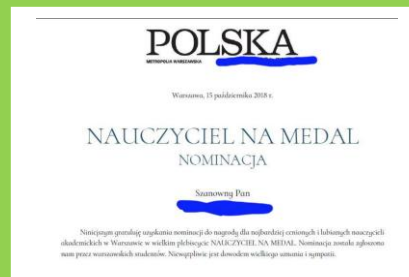 POLSKA
METROPOLIA WARSZAWSKA
Warszawa, 15 października 2018 r.
NAUCZYCIEL NA MEDAL
NOMINACJA
Szanowny Pan
Niniejszym gratuluję uzyskania nominacji do nagrody dla najbardziej cenionych i lubianych nauczycieli
akademickich w Warszawie w wielkim plebiscycie NAUCZYCIEL NA MEDAL. Nominacja została zgłoszona
nam przez warszawskich studentów. Niewątpliwie jest dowodem wielkiego uznania i sympatii.